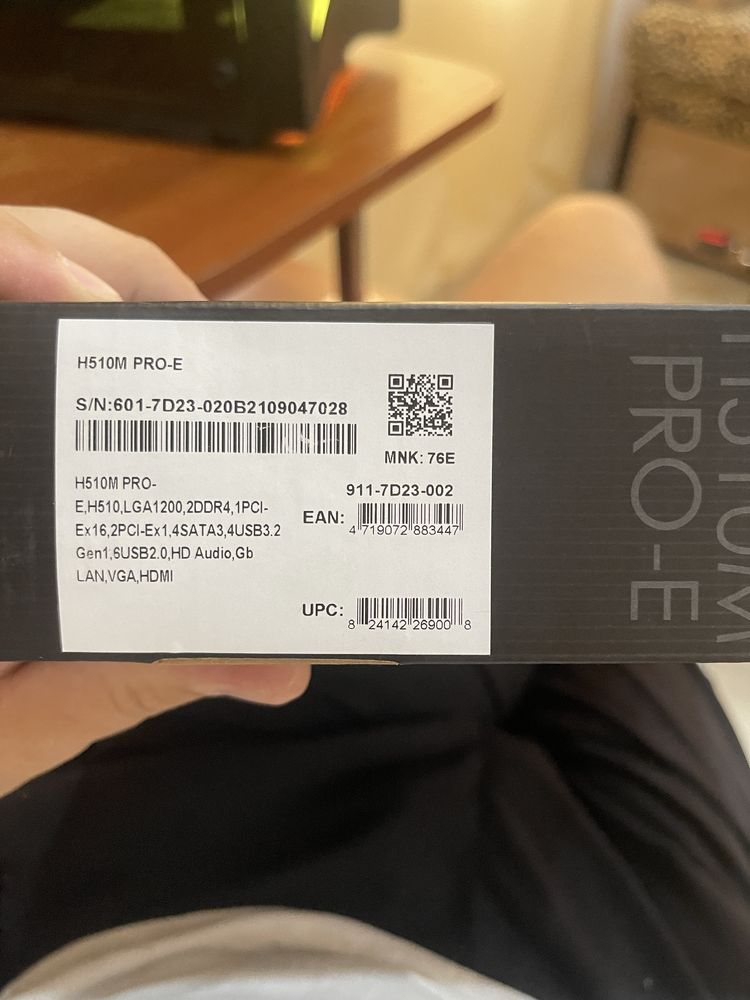 H510M PRO-E
S/N:601-7D23-020B2109047028
MNK: 76E
H510M PRO-
E,H510,LGA1200,2DDR4,1PCI-
Ex16,2PCI-Ex1,4SATA3,4USB3.2
Gen1,6USB2.0,HD Audio,Gb
LAN,VGA,HDMI
911-7D23-002
EAN:
4 719072 883447
UPC:
8 24142 26900 8
H510M
PRO-E